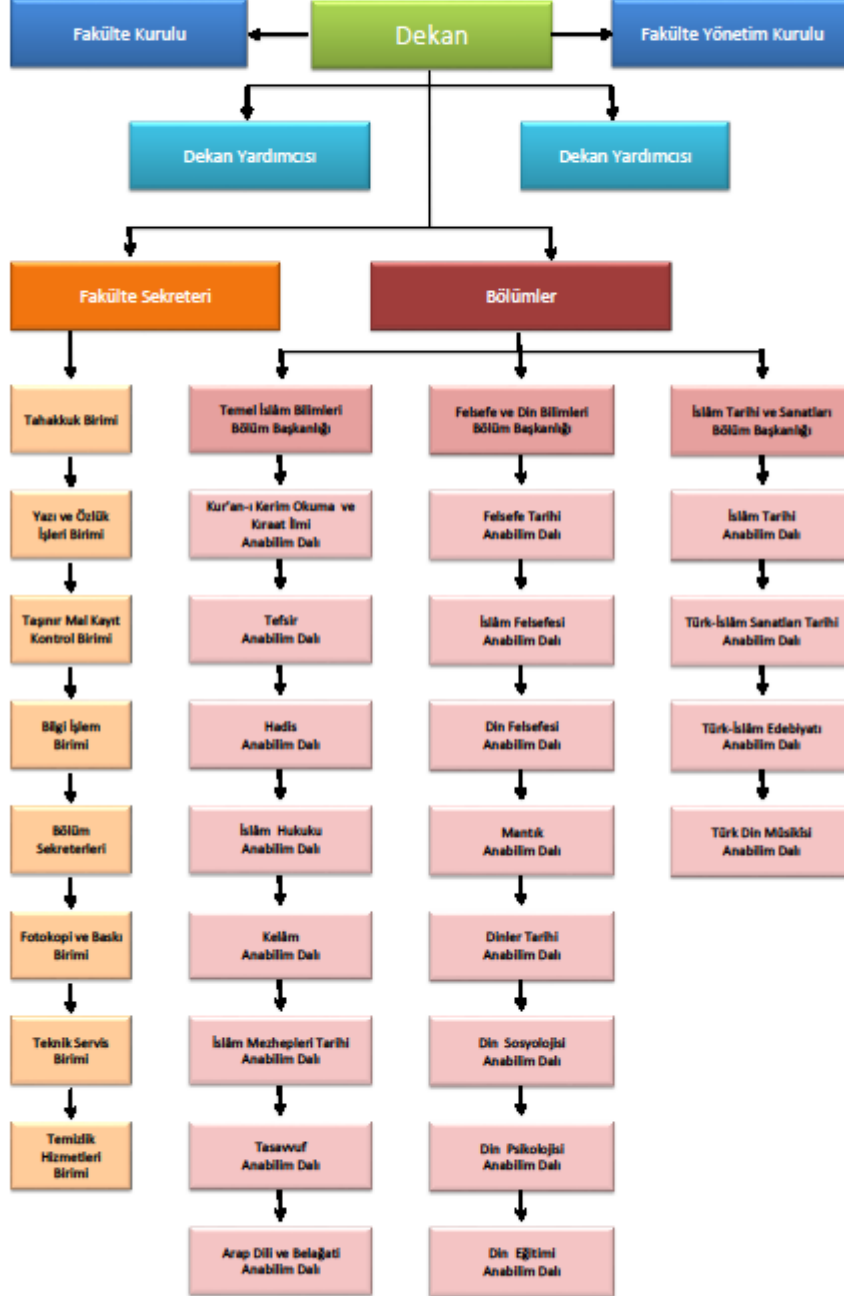 Fakülte Kurulu
Dekan
Fakülte Yönetim Kurulu
Dekan Yardımcısı
Dekan Yardımcısı
Fakülte Sekreteri
Bölümler
Tahakkuk Birimi
Yazı ve Özlük
İşleri Birimi
Taşınır Mal Kayıt
Kontrol Birimi
Bilgi İşlem
Birimi
Bölüm
Sekreterleri
Fotokopi ve Baskı
Birimi
Teknik Servis
Birimi
Temizlik
Hizmetleri
Birimi
Temel İslâm Bilimleri
Bölüm Başkanlığı
Kur'an-ı Kerim Okuma ve
Kıraat İlmi
Anabilim Dalı
Tefsir
Anabilim Dalı
Hadis
Anabilim Dalı
İslâm Hukuku
Anabilim Dalı
Kelâm
Anabilim Dalı
İslâm Mezhepleri Tarihi
Anabilim Dalı
Tasavvuf
Anabilim Dalı
Arap Dili ve Belağati
Anabilim Dalı
Felsefe ve Din Bilimleri
Bölüm Başkanlığı
Felsefe Tarihi
Anabilim Dalı
İslâm Felsefesi
Anabilim Dalı
Din Felsefesi
Anabilim Dalı
Mantık
Anabilim Dalı
Dinler Tarihi
Anabilim Dalı
Din Sosyolojisi
Anabilim Dalı
Din Psikolojisi
Anabilim Dalı
Din Eğitimi
Anabilim Dalı
İslâm Tarihi ve Sanatları
Bölüm Başkanlığı
İslâm Tarihi
Anabilim Dalı
Türk-İslâm Sanatları Tarihi
Anabilim Dalı
Türk-İslâm Edebiyatı
Anabilim Dalı
Türk Din Mûsikîsi
Anabilim Dalı